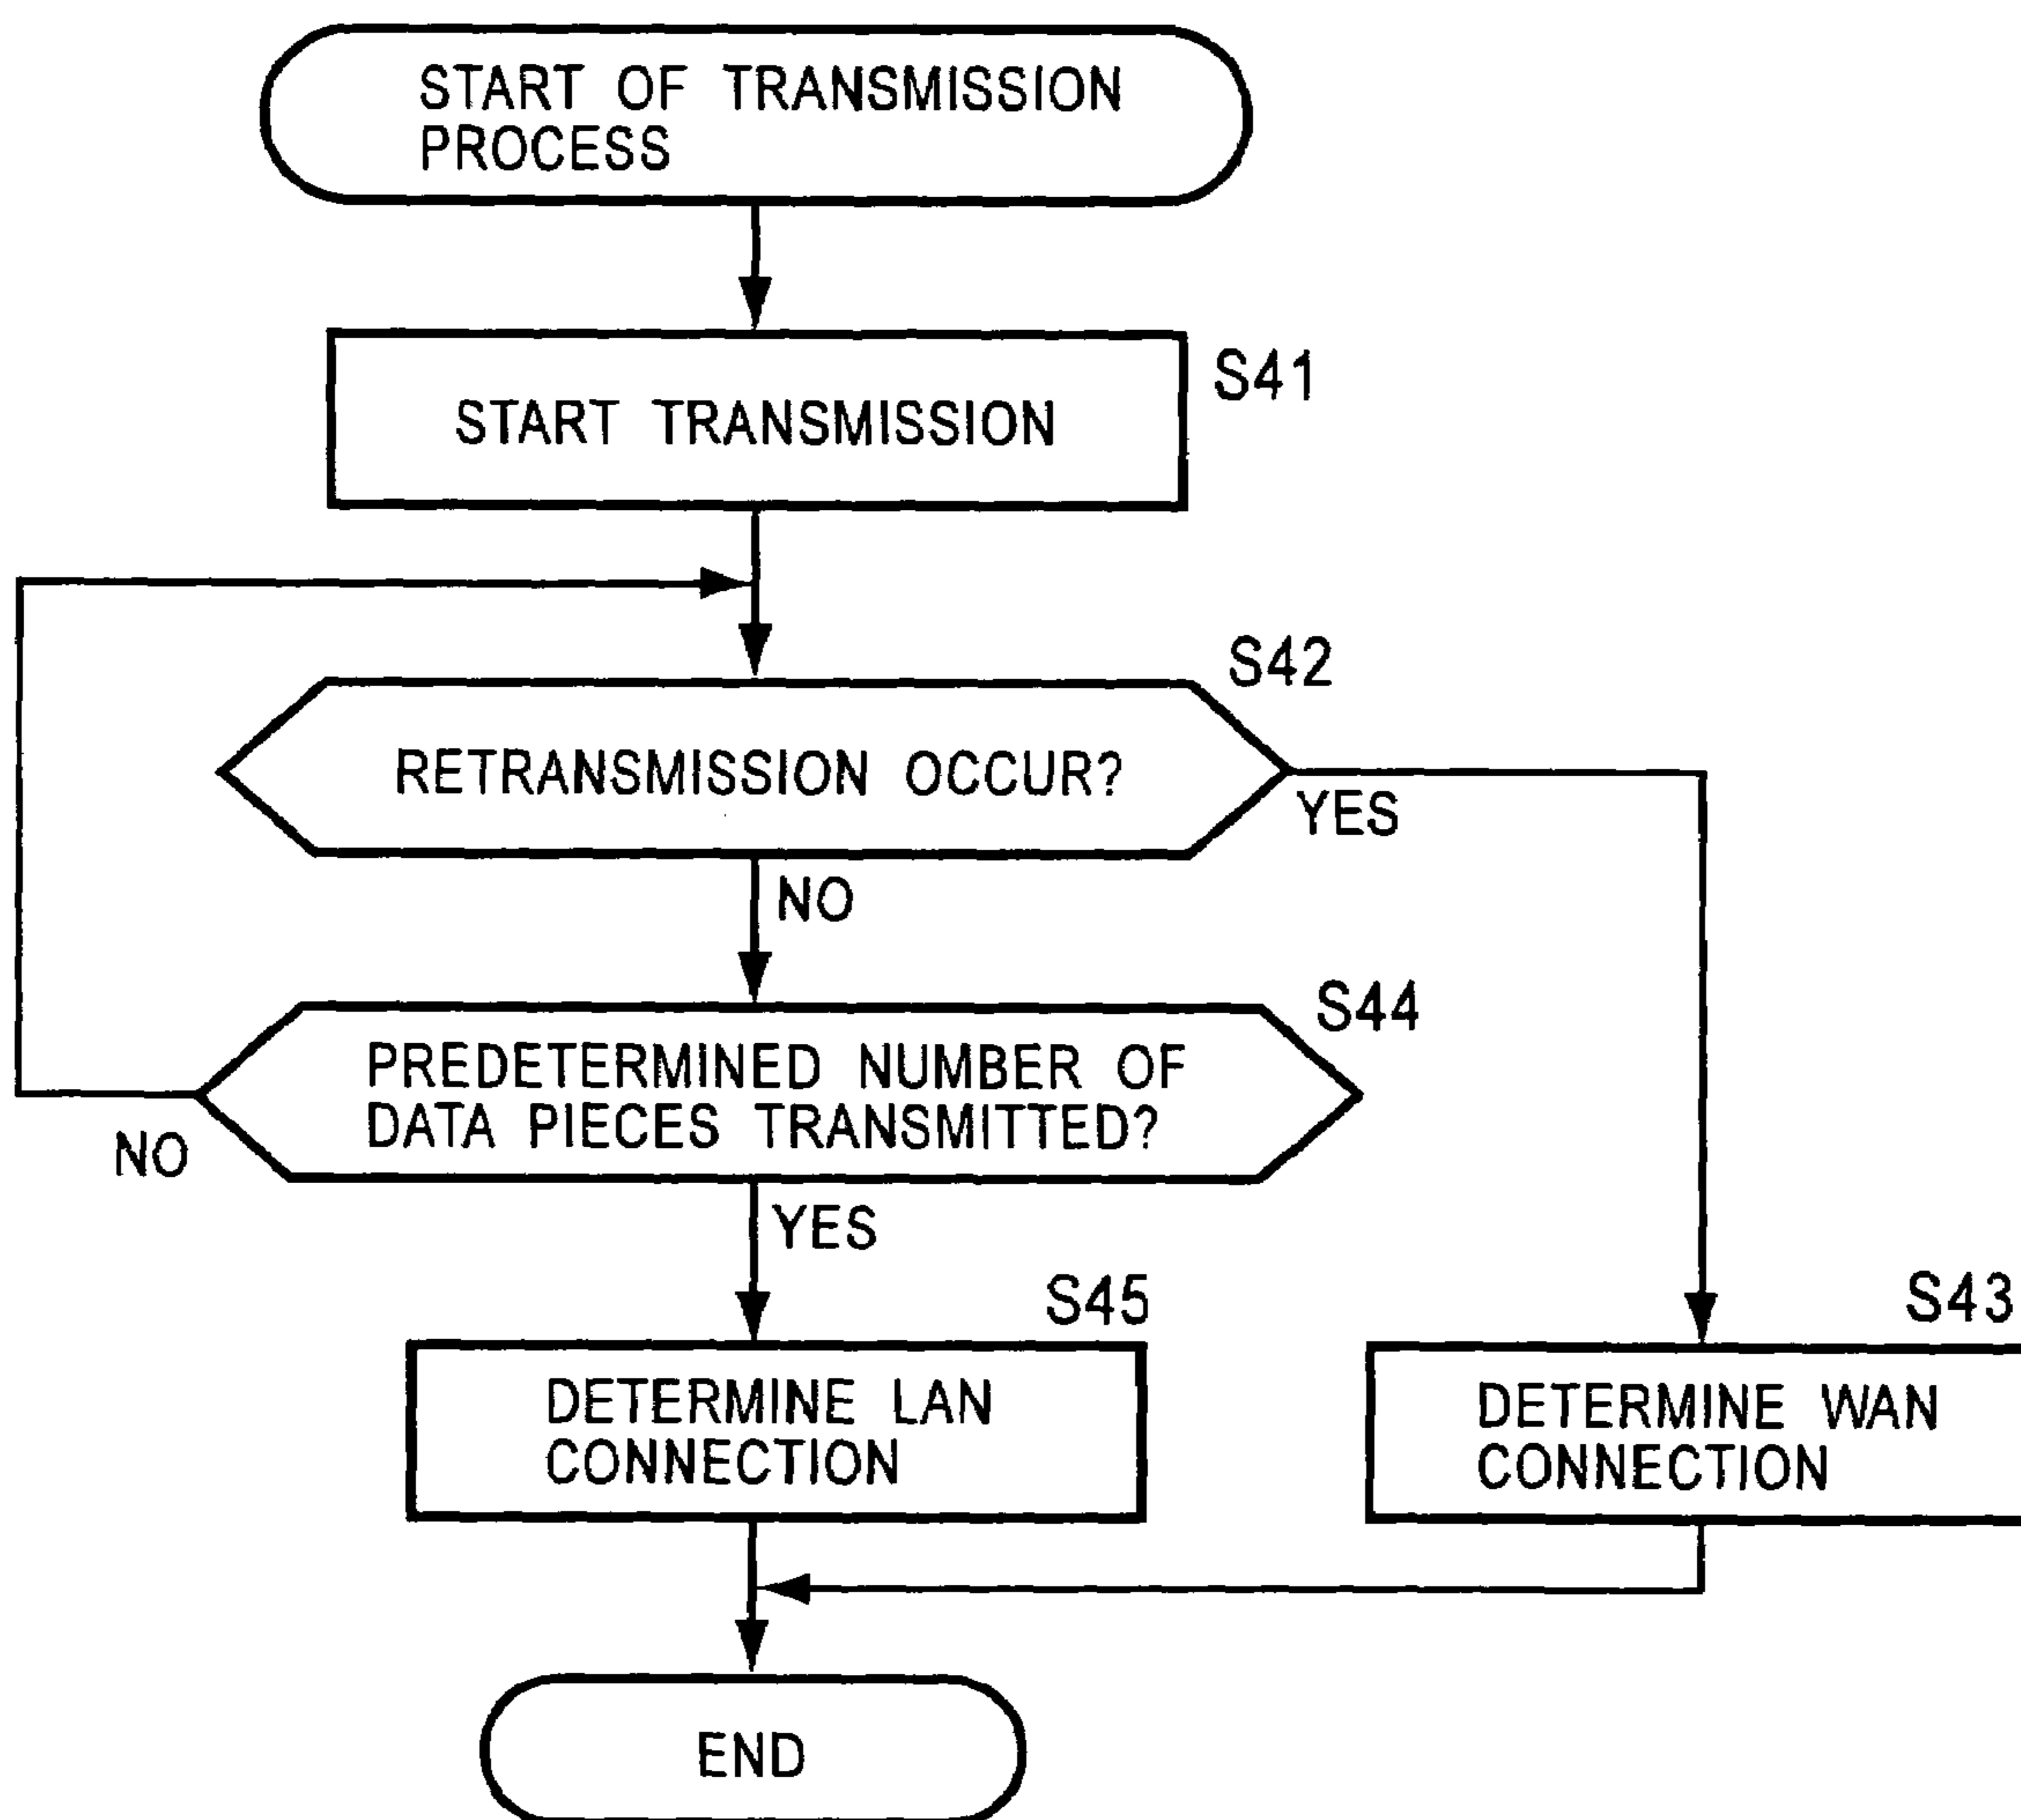 START OF TRANSMISSION
PROCESS
S41
START TRANSMISSION
S42
RETRANSMISSION OCCUR?
YES
NO
S44
PREDETERMINED NUMBER OF
DATA PIECES TRANSMITTED?
NO
YES
S45
S43
DETERMINE LAN
CONNECTION
DETERMINE WAN
CONNECTION
END